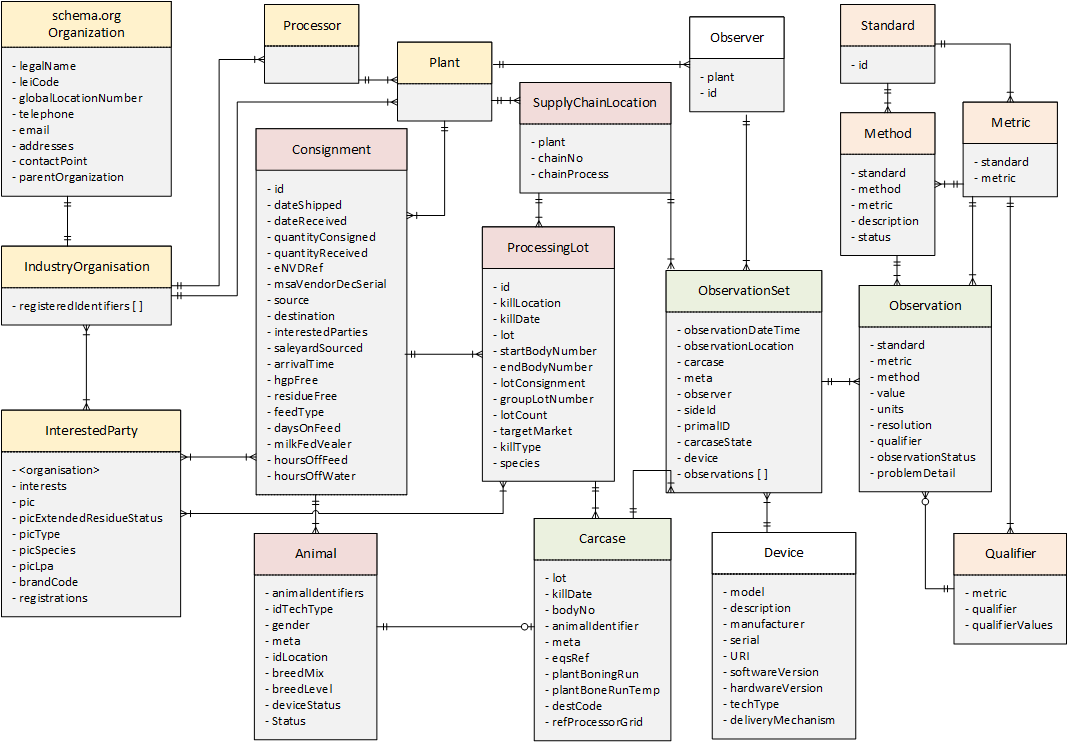 schema.org
Organization
- legalName
- leiCode
- globalLocationNumber
- telephone
- email
- addresses
- contactPoint
- parentOrganization
Processor
Plant
Observer
- plant
- id
Standard
- id
SupplyChainLocation
- plant
- chainNo
- chainProcess
Method
- standard
- method
- metric
- description
- status
Metric
- standard
- metric
Consignment
- id
- dateShipped
- dateReceived
- quantityConsigned
- quantityReceived
- eNVDRef
- msaVendorDecSerial
- source
- destination
- interestedParties
- saleyardSourced
- arrivalTime
- hgpFree
- residueFree
- feedType
- daysOnFeed
- milkFedVealer
- hoursOffFeed
- hoursOffWater
IndustryOrganisation
- registeredIdentifiers [ ]
ProcessingLot
- id
- killLocation
- killDate
- lot
- startBodyNumber
- endBodyNumber
- lotConsignment
- groupLotNumber
- lotCount
- targetMarket
- killType
- species
ObservationSet
- observationDateTime
- observationLocation
- carcase
- meta
- observer
- sideId
- primalID
- carcaseState
- device
- observations [ ]
Observation
- standard
- metric
- method
- value
- units
- resolution
- qualifier
- observationStatus
- problemDetail
InterestedParty
- <organisation>
- interests
- pic
- picExtendedResidueStatus
- picType
- picSpecies
- picLpa
- brandCode
- registrations
Animal
- animalIdentifiers
- idTechType
- gender
- meta
- idLocation
- breedMix
- breedLevel
- deviceStatus
- Status
Carcase
- lot
- killDate
- bodyNo
- animalIdentifier
- meta
- eqsRef
- plantBoningRun
- plantBoneRunTemp
- destCode
- refProcessorGrid
Device
- model
- description
- manufacturer
- serial
- URI
- softwareVersion
- hardwareVersion
- techType
- deliveryMechanism
Qualifier
- metric
- qualifier
- qualifierValues